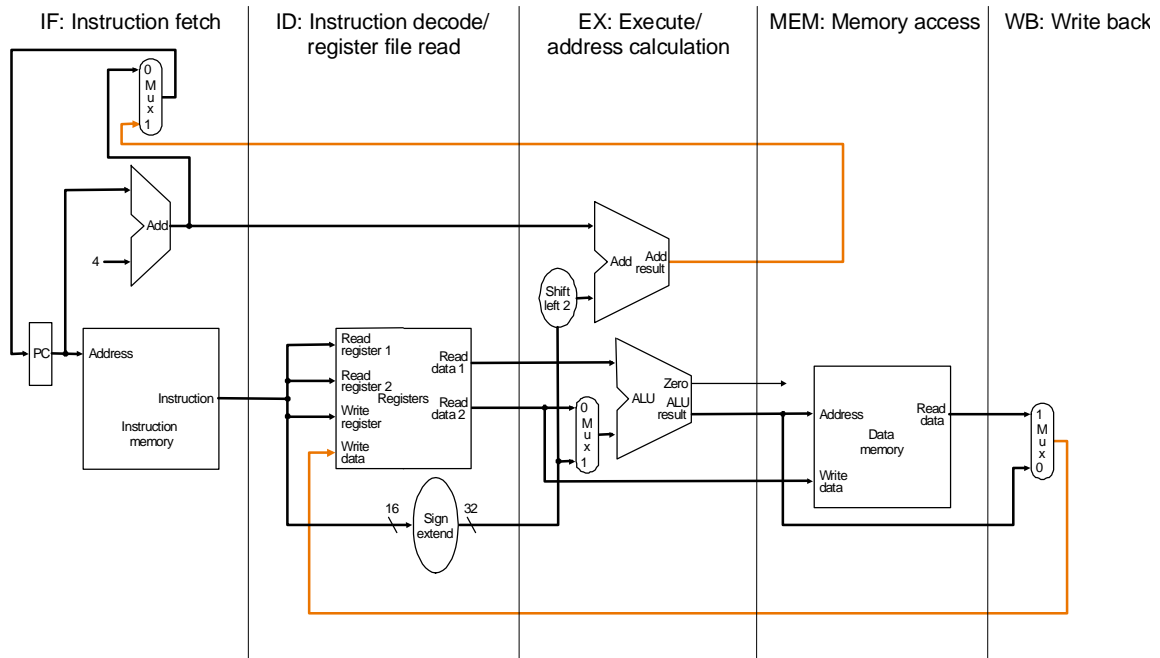 IF: Instruction fetch
ID: Instruction decode/
register file read
EX: Execute/
address calculation
MEM: Memory access
WB: Write back
0
M
u
x
1
Add
4
Add
Add
result
Shift
left 2
PC
Address
Instruction
Instruction
memory
Read
register 1
Read
register 2
Write
register
Write
data
Registers
Read
data 1
Read
data 2
0
M
u
x
1
Zero
ALU
ALU
result
Address
Read
data
Data
memory
Write
data
1
M
u
x
0
16
Sign
extend
32